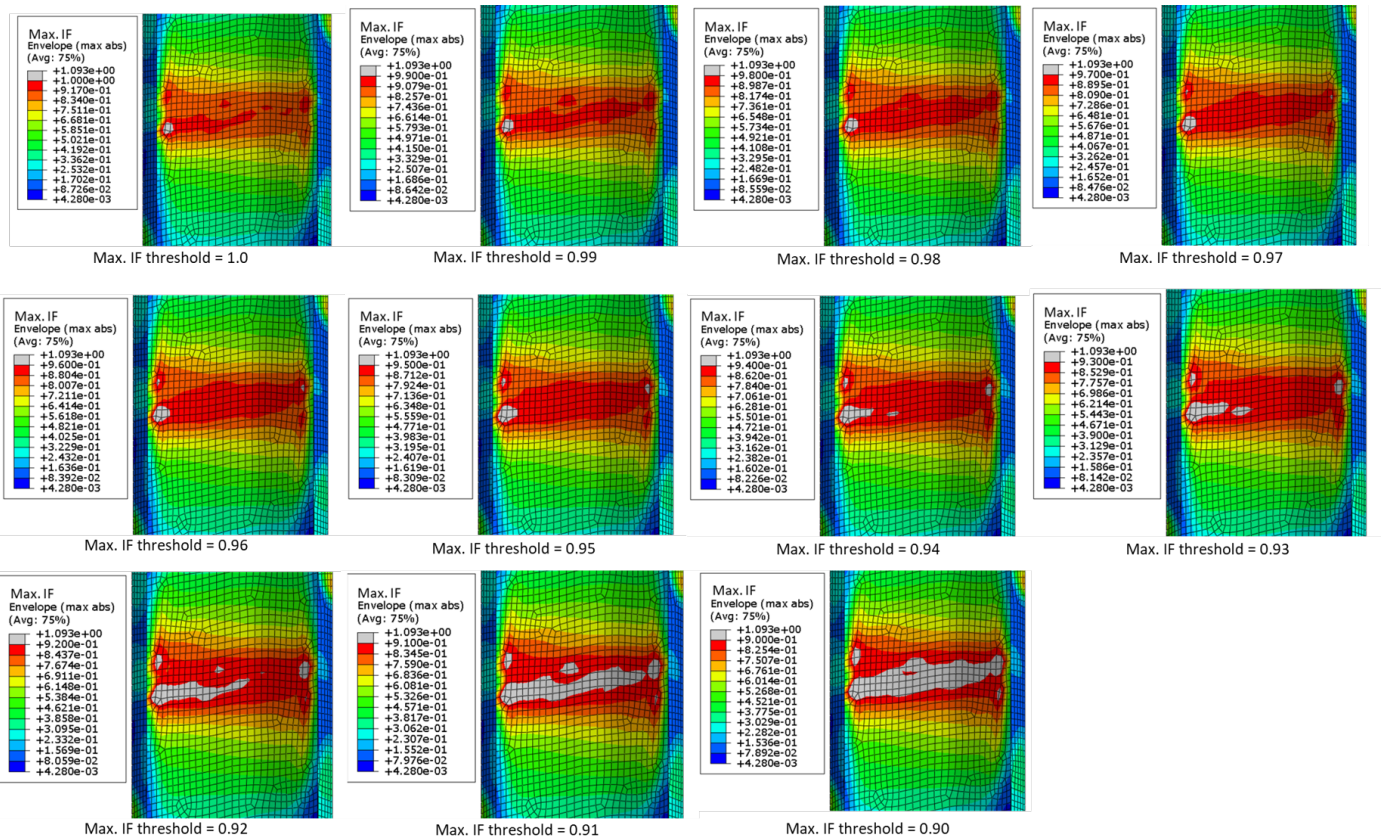 Max. IF
Envelope (max abs)
(Avg: 75%)
+1.093e+00
+1.000e+00
+9.170e-01
+8.340e-01
+7.511e-01
+6.681e-01
+5.851e-01
+5.021e-01
+4.192e-01
+3.362e-01
+2.532e-01
+1.702e-01
+8.726e-02
+4.280e-03
Max. IF threshold = 1.0
Max. IF
Envelope (max abs)
(Avg: 75%)
+1.093e+00
+9.900e-01
+9.079e-01
+8.257e-01
+7.436e-01
+6.614e-01
+5.793e-01
+4.971e-01
+4.150e-01
+3.329e-01
+2.507e-01
+1.686e-01
+8.642e-02
+4.280e-03
Max. IF threshold = 0.99
Max. IF
Envelope (max abs)
(Avg: 75%)
+1.093e+00
+9.800e-01
+8.987e-01
+8.174e-01
+7.361e-01
+6.548e-01
+5.734e-01
+4.921e-01
+4.108e-01
+3.295e-01
+2.482e-01
+1.669e-01
+8.559e-02
+4.280e-03
Max. IF threshold = 0.98
Max. IF
Envelope (max abs)
(Avg: 75%)
+1.093e+00
+9.700e-01
+8.895e-01
+8.090e-01
+7.286e-01
+6.481e-01
+5.676e-01
+4.871e-01
+4.067e-01
+3.262e-01
+2.457e-01
+1.652e-01
+8.476e-02
+4.280e-03
Max. IF threshold = 0.97
Max. IF
Envelope (max abs)
(Avg: 75%)
+1.093e+00
+9.600e-01
+8.804e-01
+8.007e-01
+7.211e-01
+6.414e-01
+5.618e-01
+4.821e-01
+4.025e-01
+3.229e-01
+2.432e-01
+1.636e-01
+8.392e-02
+4.280e-03
Max. IF threshold = 0.96
Max. IF
Envelope (max abs)
(Avg: 75%)
+1.093e+00
+9.500e-01
+8.712e-01
+7.924e-01
+7.136e-01
+6.348e-01
+5.559e-01
+4.771e-01
+3.983e-01
+3.195e-01
+2.407e-01
+1.619e-01
+8.309e-02
+4.280e-03
Max. IF threshold = 0.95
Max. IF
Envelope (max abs)
(Avg: 75%)
+1.093e+00
+9.400e-01
+8.620e-01
+7.840e-01
+7.061e-01
+6.281e-01
+5.501e-01
+4.721e-01
+3.942e-01
+3.162e-01
+2.382e-01
+1.602e-01
+8.226e-02
+4.280e-03
Max. IF threshold = 0.94
Max. IF
Envelope (max abs)
(Avg: 75%)
+1.093e+00
+9.300e-01
+8.529e-01
+7.757e-01
+6.986e-01
+6.214e-01
+5.443e-01
+4.671e-01
+3.900e-01
+3.129e-01
+2.357e-01
+1.586e-01
+8.142e-02
+4.280e-03
Max. IF threshold = 0.93
Max. IF
Envelope (max abs)
(Avg: 75%)
+1.093e+00
+9.200e-01
+8.437e-01
+7.674e-01
+6.911e-01
+6.148e-01
+5.384e-01
+4.621e-01
+3.858e-01
+3.095e-01
+2.332e-01
+1.569e-01
+8.059e-02
+4.280e-03
Max. IF threshold = 0.92
Max. IF
Envelope (max abs)
(Avg: 75%)
+1.093e+00
+9.100e-01
+8.345e-01
+7.590e-01
+6.836e-01
+6.081e-01
+5.326e-01
+4.571e-01
+3.817e-01
+3.062e-01
+2.307e-01
+1.552e-01
+7.976e-02
+4.280e-03
Max. IF threshold = 0.91
Max. IF
Envelope (max abs)
(Avg: 75%)
+1.093e+00
+9.000e-01
+8.254e-01
+7.507e-01
+6.761e-01
+6.014e-01
+5.268e-01
+4.521e-01
+3.775e-01
+3.029e-01
+2.282e-01
+1.536e-01
+7.892e-02
+4.280e-03
Max. IF threshold = 0.90